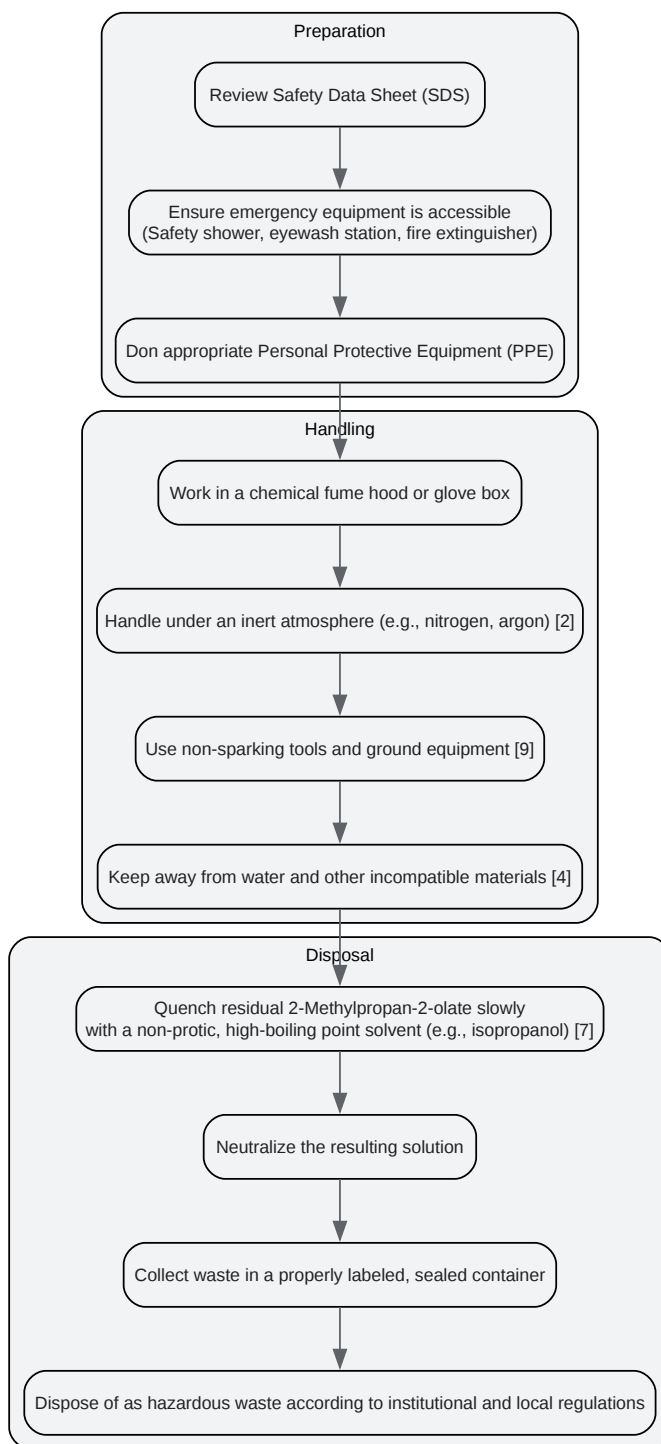 Preparation
Review Safety Data Sheet (SDS)
Ensure emergency equipment is accessible
(Safety shower, eyewash station, fire extinguisher)
Don appropriate Personal Protective Equipment (PPE)
Handling
Work in a chemical fume hood or glove box
Handle under an inert atmosphere (e.g., nitrogen, argon) [2]
Use non-sparking tools and ground equipment [9]
Keep away from water and other incompatible materials [4]
Disposal
Quench residual 2-Methylpropan-2-olate slowly
with a non-protic, high-boiling point solvent (e.g., isopropanol) [7]
Neutralize the resulting solution
Collect waste in a properly labeled, sealed container
Dispose of as hazardous waste according to institutional and local regulations